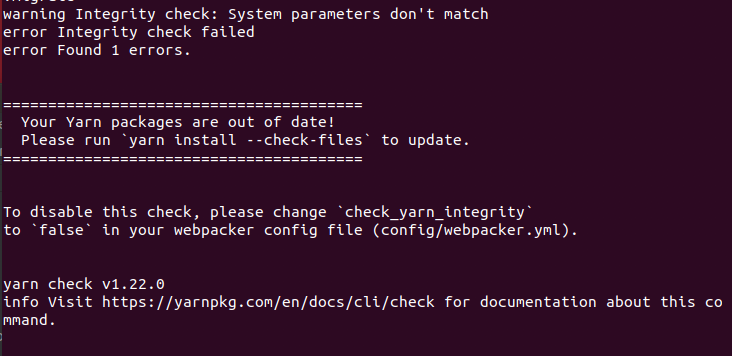 warning Integrity check: System parameters don't match
error Integrity check failed
error Found 1 errors.
========================================
Your Yarn packages are out of date!
Please run `yarn install --check-files` to update.
========================================
To disable this check, please change `check_yarn_integrity`
to `false` in your webpacker config file (config/webpacker.yml).
yarn check v1.22.0
info Visit https://yarnpkg.com/en/docs/cli/check for documentation about this co
mmand.